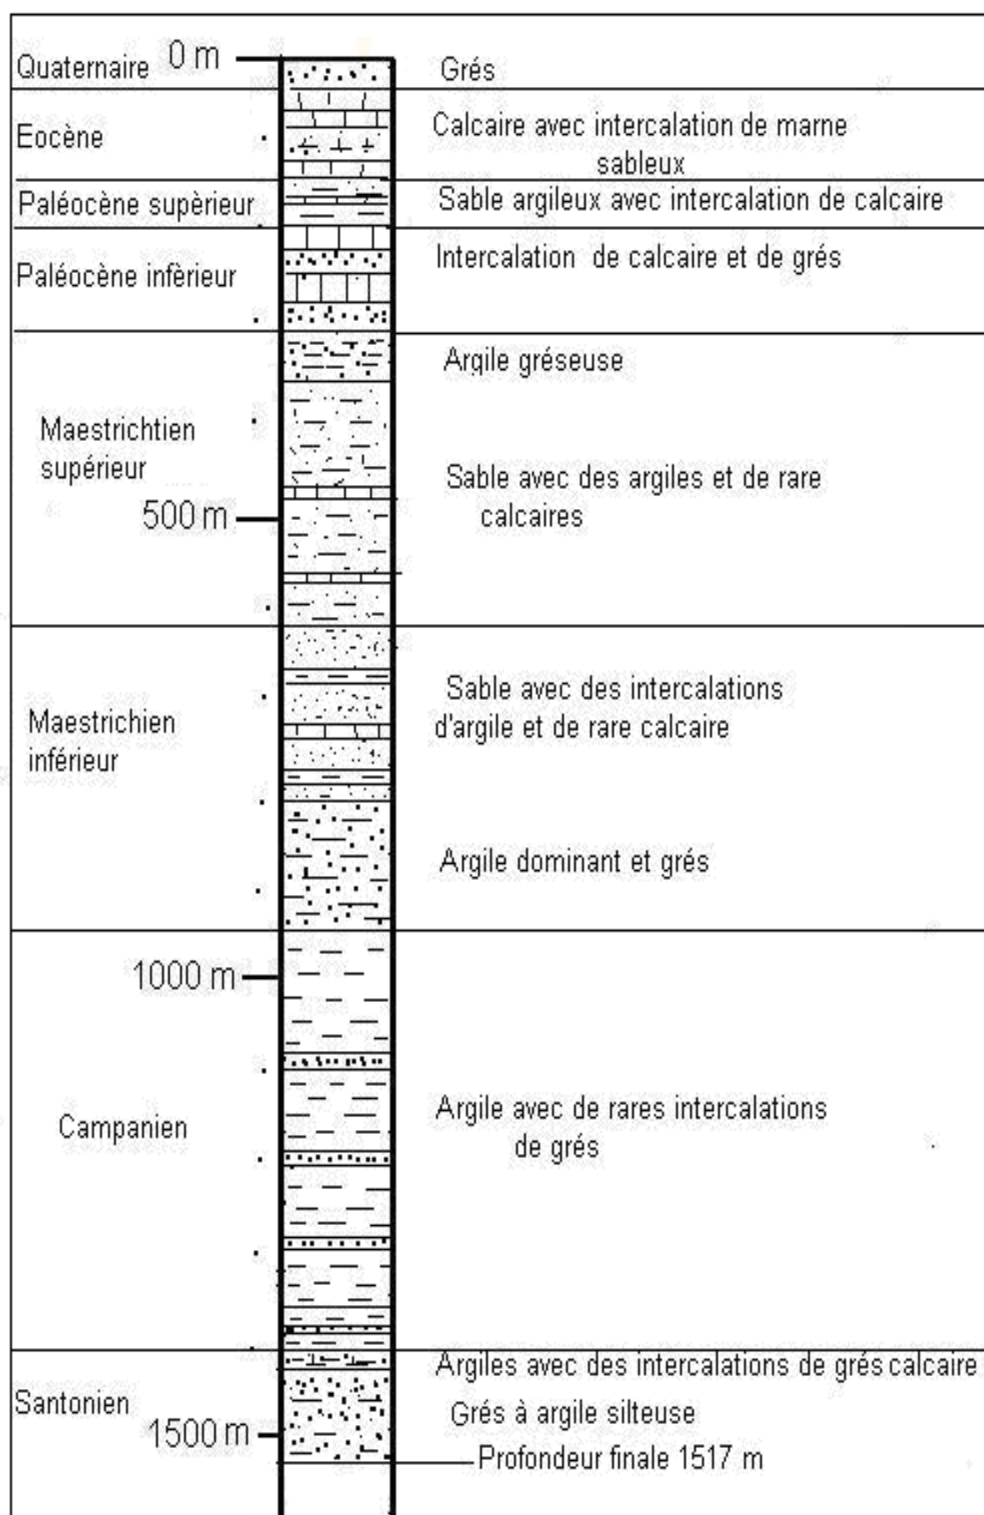 Quaternaire 0 m Grés
Eocène
Calcaire avec intercalation de marne
sableux
Paléocène supèrieur
Sable argileux avec intercalation de calcaire
Paléocène infèrieur
Intercalation de calcaire et de grés
Argile gréseuse
Maestrichtien
supérieur
Sable avec des argiles et de rare
calcaires
500 m
Maestrichien
inférieur
Sable avec des intercalations
d'argile et de rare calcaire
Argile dominant et grés
1000 m
Campanien
Argile avec de rares intercalations
de grés
Santonien
Argiles avec des intercalations de grés calcaire
Grés à argile silteuse
1500 m
Profondeur finale 1517 m